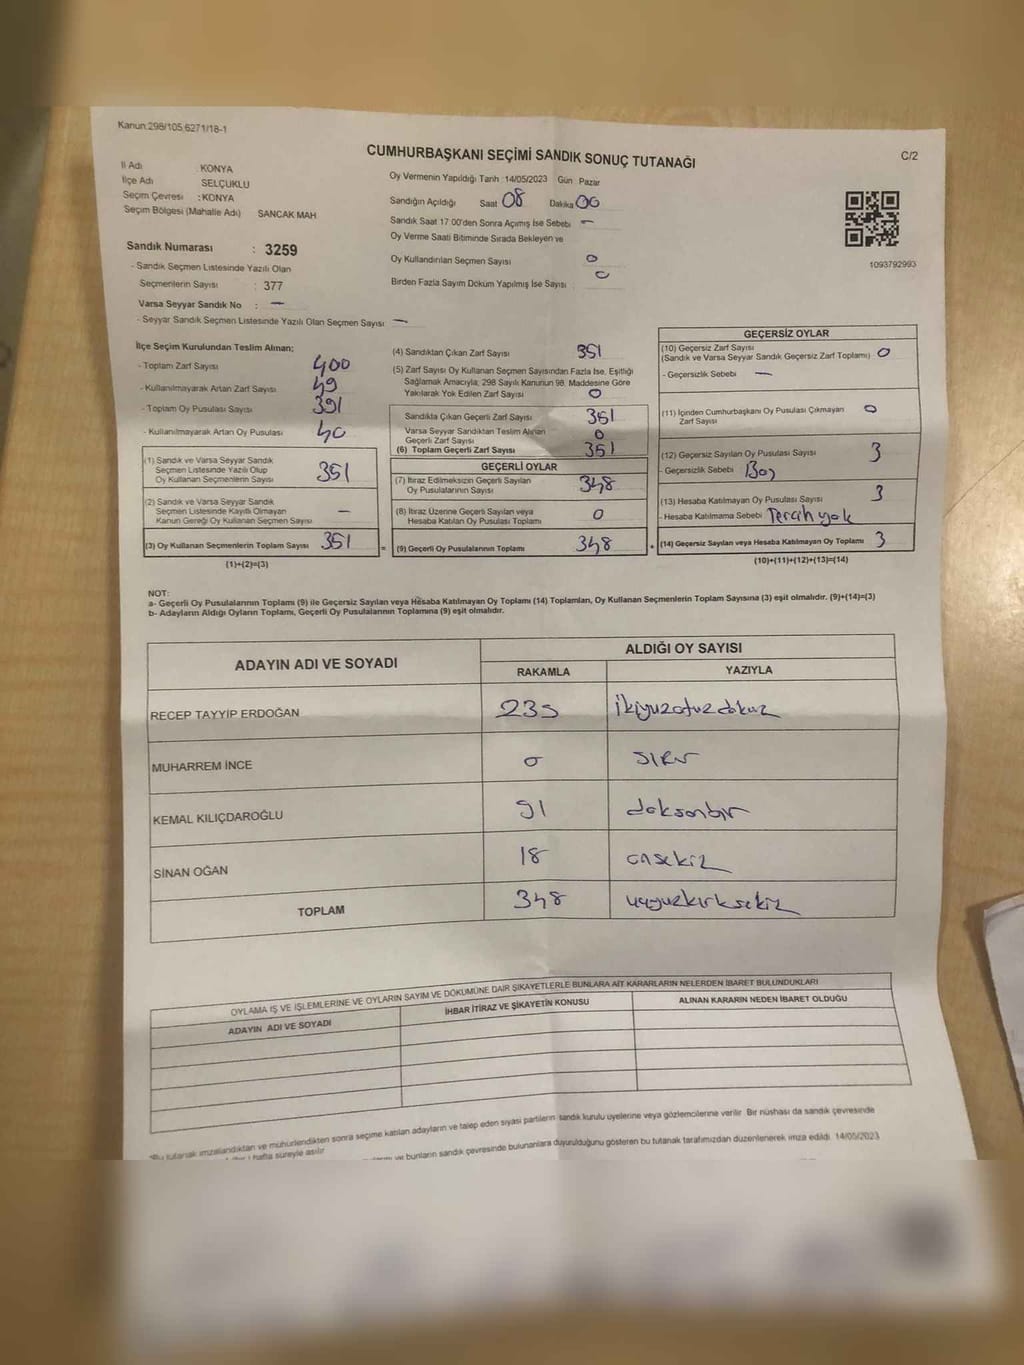 Kanun:298/105,6271/18-1
CUMHURBAŞKANI SEÇİMİ SANDIK SONUÇ TUTANAĞI
C/2
İl Adı : KONYA
İlçe Adı SELÇUKLU
Seçim Çevresi : KONYA
Seçim Bölgesi (Mahalle Adı) SANCAK MAH
Oy Vermenin Yapıldığı Tarih :14/05/2023 Gün : Pazar
Sandığın Açıldığı Saat 08 Dakika 00
Sandık Saat 17:00'den Sonra Açımış İse Sebebi : —
Oy Verme Saati Bitiminde Sırada Bekleyen ve
Oy Kullandırılan Seçmen Sayısı 0
Birden Fazla Sayım Döküm Yapılmış İse Sayısı : 0
1093792993
Sandık Numarası : 3259
- Sandık Seçmen Listesinde Yazılı Olan
Seçmenlerin Sayısı : 377
Varsa Seyyar Sandık No : —
- Seyyar Sandık Seçmen Listesinde Yazılı Olan Seçmen Sayısı : —
İlçe Seçim Kurulundan Teslim Alınan;
- Toplam Zarf Sayısı 400
- Kullanılmayarak Artan Zarf Sayısı 49
- Toplam Oy Pusulası Sayısı 391
- Kullanılmayarak Artan Oy Pusulası 40
(1) Sandık ve Varsa Seyyar Sandık
Seçmen Listesinde Yazılı Olup
Oy Kullanan Seçmenlerin Sayısı 351
(2) Sandık ve Varsa Seyyar Sandık
Seçmen Listesinde Kayıtlı Olmayan
Kanun Gereği Oy Kullanan Seçmen Sayısı —
(3) Oy Kullanan Seçmenlerin Toplam Sayısı 351
(1)+(2)=(3)
(4) Sandıktan Çıkan Zarf Sayısı 351
(5) Zarf Sayısı Oy Kullanan Seçmen Sayısından Fazla İse, Eşitliği
Sağlamak Amacıyla, 298 Sayılı Kanunun 98. Maddesine Göre
Yakılarak Yok Edilen Zarf Sayısı 0
Sandıkta Çıkan Geçerli Zarf Sayısı 351
Varsa Seyyar Sandıktan Teslim Alınan
Geçerli Zarf Sayısı 0
(6) Toplam Geçerli Zarf Sayısı 351
GEÇERLİ OYLAR
(7) İtiraz Edilmeksizin Geçerli Sayılan
Oy Pusulalarının Sayısı 348
(8) İtiraz Üzerine Geçerli Sayılan veya
Hesaba Katılan Oy Pusulası Toplamı 0
= (9) Geçerli Oy Pusulalarının Toplamı 348
GEÇERSİZ OYLAR
(10) Geçersiz Zarf Sayısı
(Sandık ve Varsa Seyyar Sandık Geçersiz Zarf Toplamı) 0
- Geçersizlik Sebebi —
(11) İçinden Cumhurbaşkanı Oy Pusulası Çıkmayan
Zarf Sayısı 0
(12) Geçersiz Sayılan Oy Pusulası Sayısı 3
- Geçersizlik Sebebi Boş
(13) Hesaba Katılmayan Oy Pusulası Sayısı 3
- Hesaba Katılmama Sebebi Tercih yok
+ (14) Geçersiz Sayılan veya Hesaba Katılmayan Oy Toplamı 3
(10)+(11)+(12)+(13)=(14)
NOT:
a- Geçerli Oy Pusulalarının Toplamı (9) ile Geçersiz Sayılan veya Hesaba Katılmayan Oy Toplamı (14) Toplamları, Oy Kullanan Seçmenlerin Toplam Sayısına (3) eşit olmalıdır. (9)+(14)=(3)
b- Adayların Aldığı Oyların Toplamı, Geçerli Oy Pusulalarının Toplamına (9) eşit olmalıdır.
ADAYIN ADI VE SOYADI ALDIĞI OY SAYISI
RAKAMLA YAZIYLA
RECEP TAYYİP ERDOĞAN 239 ikiyüzotuzdokuz
MUHARREM İNCE 0 SIFIR
KEMAL KILIÇDAROĞLU 91 doksanbir
SİNAN OĞAN 18 onsekiz
TOPLAM 348 üçyüzkırksekiz
OYLAMA İŞ VE İŞLEMLERİNE VE OYLARIN SAYIM VE DÖKÜMÜNE DAİR ŞİKAYETLERLE BUNLARA AİT KARARLARIN NELERDEN İBARET BULUNDUKLARI
ADAYIN ADI VE SOYADI İHBAR İTİRAZ VE ŞİKAYETİN KONUSU ALINAN KARARIN NEDEN İBARET OLDUĞU
*Bu tutanak imzalandıktan ve mühürlendikten sonra seçime katılan adayların ve talep eden siyasi partilerin sandık kurulu üyelerine veya gözlemcilerine verilir. Bir nüshası da sandık çevresinde
hafta süreyle asılır.
ve bunların sandık çevresinde bulunanlara duyurulduğunu gösteren bu tutanak tarafımızdan düzenlenerek imza edildi. 14/05/2023